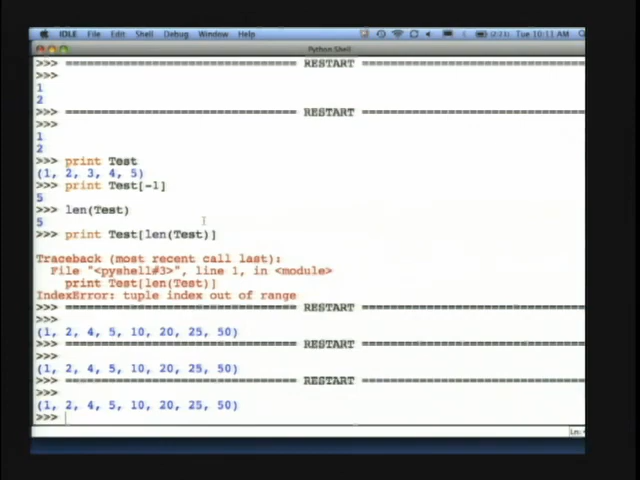 IDLE File Edit Shell Debug Window Help Tue 10:11 AM
Python Shell
>>> ================================ RESTART ================================
>>>
1
2
>>> ================================ RESTART ================================
>>>
1
2
>>> print Test
(1, 2, 3, 4, 5)
>>> print Test[-1]
5
>>> len(Test)
5
>>> print Test[len(Test)]
Traceback (most recent call last):
File "<pyshell#3>", line 1, in <module>
print Test[len(Test)]
IndexError: tuple index out of range
>>> ================================ RESTART ================================
>>>
(1, 2, 4, 5, 10, 20, 25, 50)
>>> ================================ RESTART ================================
>>>
(1, 2, 4, 5, 10, 20, 25, 50)
>>> ================================ RESTART ================================
>>>
(1, 2, 4, 5, 10, 20, 25, 50)
>>>
Ln: